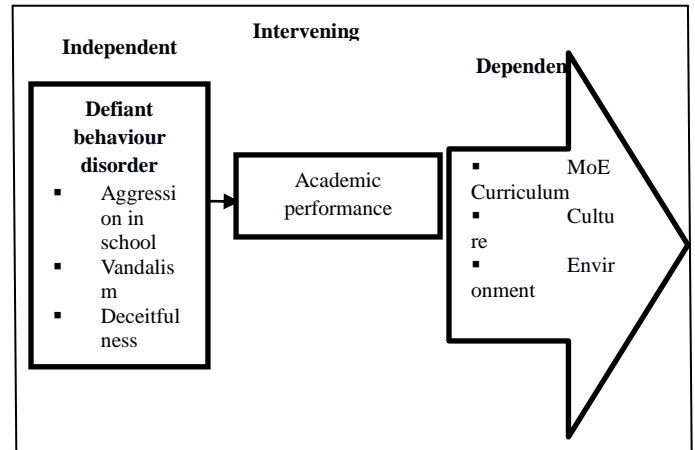 Independent
Intervening
Dependen
Defiant
behaviour
disorder
▪ Aggressi
on in
school
▪ Vandalis
m
▪ Deceitful
ness
Academic
performance
▪ MoE
Curriculum
▪ Cultu
re
▪ Envir
onment